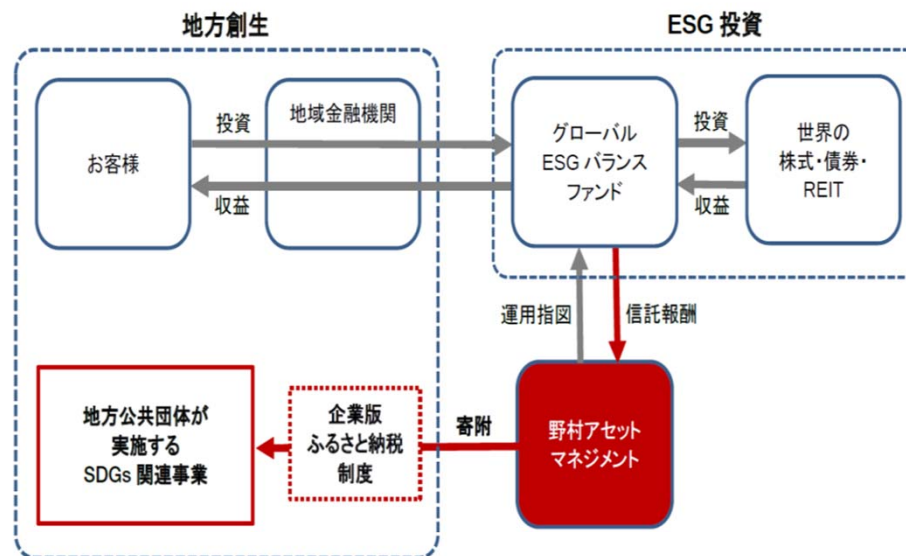 地方創生
ESG 投資
お客様
投資
収益
地域金融機関
グローバル
ESG バランス
ファンド
投資
収益
世界の
株式・債券・
REIT
運用指図
信託報酬
地方公共団体が
実施する
SDGs 関連事業
企業版
ふるさと納税
制度
寄附
野村アセット
マネジメント